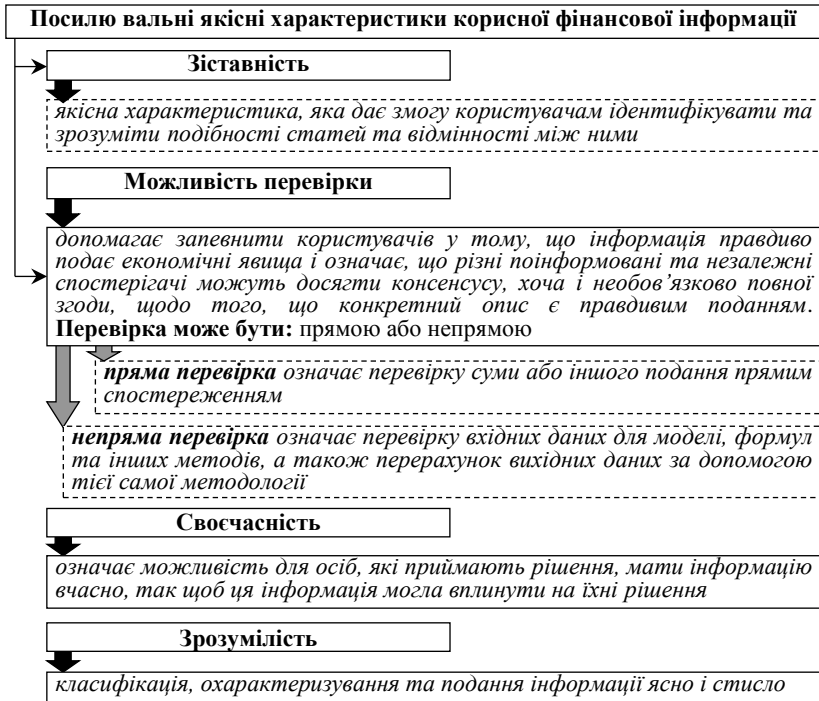 Посилю вальні якісні характеристики корисної фінансової інформації
Зіставність
якісна характеристика, яка дає змогу користувачам ідентифікувати та
зрозуміти подібності статей та відмінності між ними
Можливість перевірки
допомагає запевнити користувачів у тому, що інформація правдиво
подає економічні явища і означає, що різні поінформовані та незалежні
спостерігачі можуть досягти консенсусу, хоча і необов’язково повної
згоди, щодо того, що конкретний опис є правдивим поданням.
Перевірка може бути: прямою або непрямою
пряма перевірка означає перевірку суми або іншого подання прямим
спостереженням
непряма перевірка означає перевірку вхідних даних для моделі, формул
та інших методів, а також перерахунок вихідних даних за допомогою
тієї самої методології
Своєчасність
означає можливість для осіб, які приймають рішення, мати інформацію
вчасно, так щоб ця інформація могла вплинути на їхні рішення
Зрозумілість
класифікація, охарактеризування та подання інформації ясно і стисло